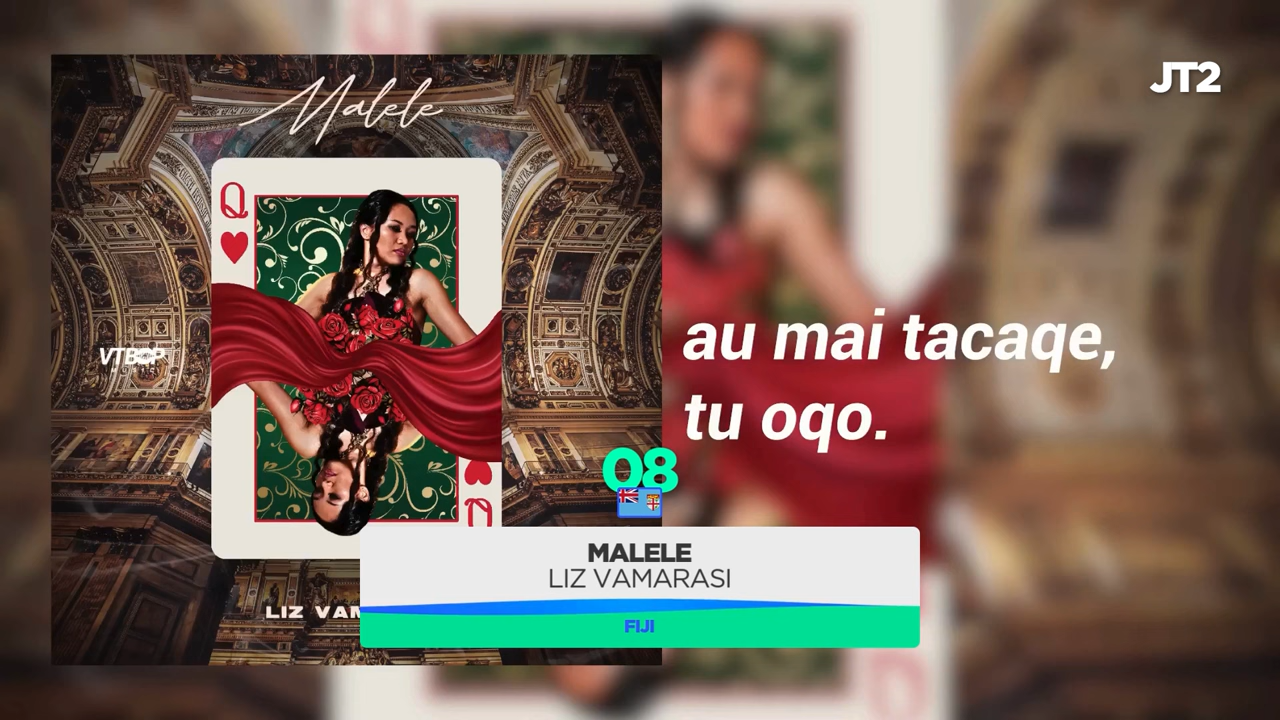 JT2
Malele
Q
VTBOP
au mai tacaqe,
tu oqo.
08
Q
MALELE
LIZ VAMARASI
LIZ VAM
FIJI